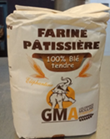 FARINE
PÂTISSIÈRE
100% Blé
tendre
GMA